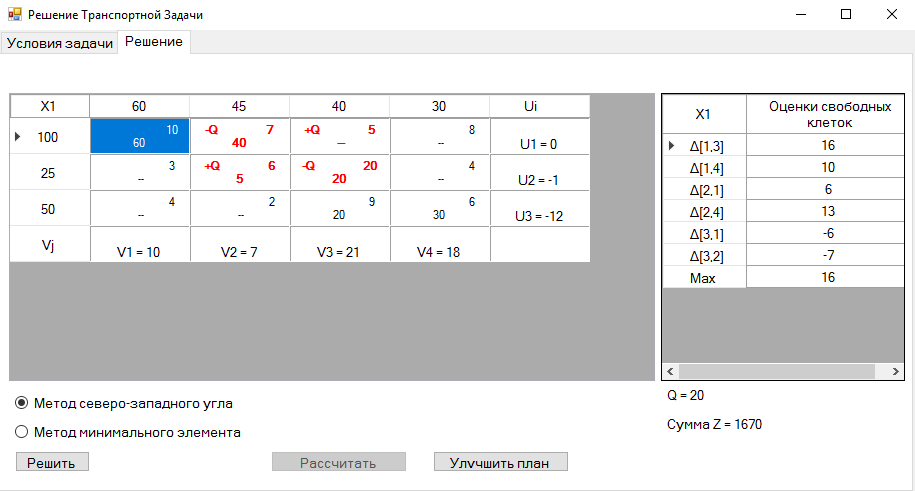 Решение Транспортной Задачи
Условия задачи Решение
X1 60 45 40 30 Ui
100 10 60 -Q 7 40 +Q 5 -- 8 -- U1 = 0
25 3 -- +Q 6 5 -Q 20 20 4 -- U2 = -1
50 4 -- 2 -- 9 20 6 30 U3 = -12
Vj V1 = 10 V2 = 7 V3 = 21 V4 = 18
X1 Оценки свободных клеток
Δ[1,3] 16
Δ[1,4] 10
Δ[2,1] 6
Δ[2,4] 13
Δ[3,1] -6
Δ[3,2] -7
Max 16
Метод северо-западного угла
Метод минимального элемента
Решить Рассчитать Улучшить план
Q = 20
Сумма Z = 1670